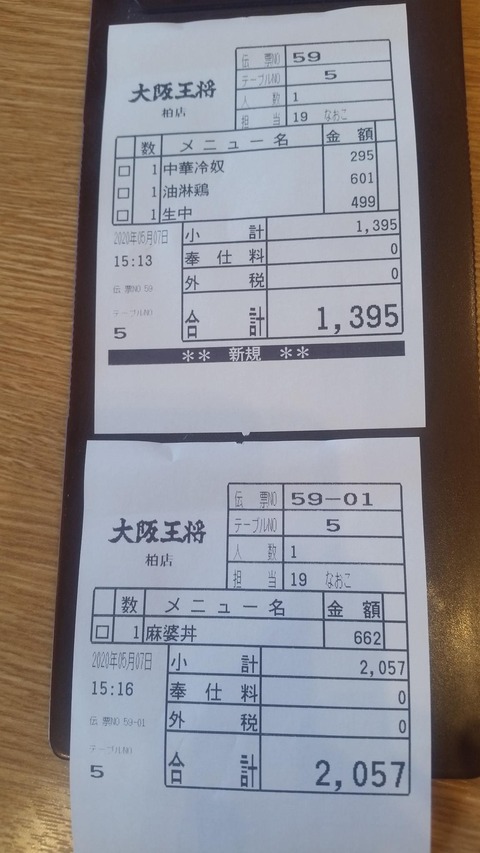 大阪王将
柏店
伝票NO 59
テーブルNO 5
人数 1
担当 19 なおこ
数 メニュー名 金額
1 中華冷奴 295
1 油淋鶏 601
1 生中 499
2020年05月07日
15:13
伝票NO 59
テーブルNO
5
小計 1,395
奉仕料 0
外税 0
合計 1,395
** 新規 **
大阪王将
柏店
伝票NO 59-01
テーブルNO 5
人数 1
担当 19 なおこ
数 メニュー名 金額
1 麻婆丼 662
2020年05月07日
15:16
伝票NO 59-01
テーブルNO
5
小計 2,057
奉仕料 0
外税 0
合計 2,057